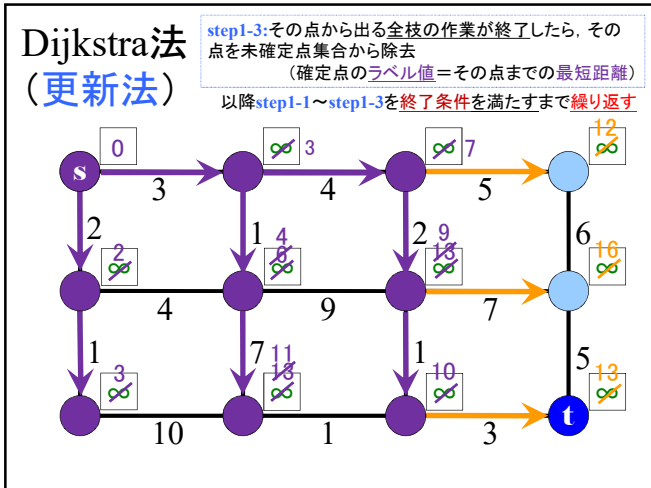 Dijkstra法
（更新法）
step1-3:その点から出る全枝の作業が終了したら，その
点を未確定点集合から除去
（確定点のラベル値＝その点までの最短距離）
以降step1-1～step1-3を終了条件を満たすまで繰り返す
0 ∞ 3 ∞ 7 12 ∞
s 3 4 5
2 1 2 6
2 ∞ 4 6 ∞ 9 13 ∞ 16 ∞
4 9 7
1 7 1 5
3 ∞ 11 13 ∞ 10 ∞ 13 ∞
t
10 1 3